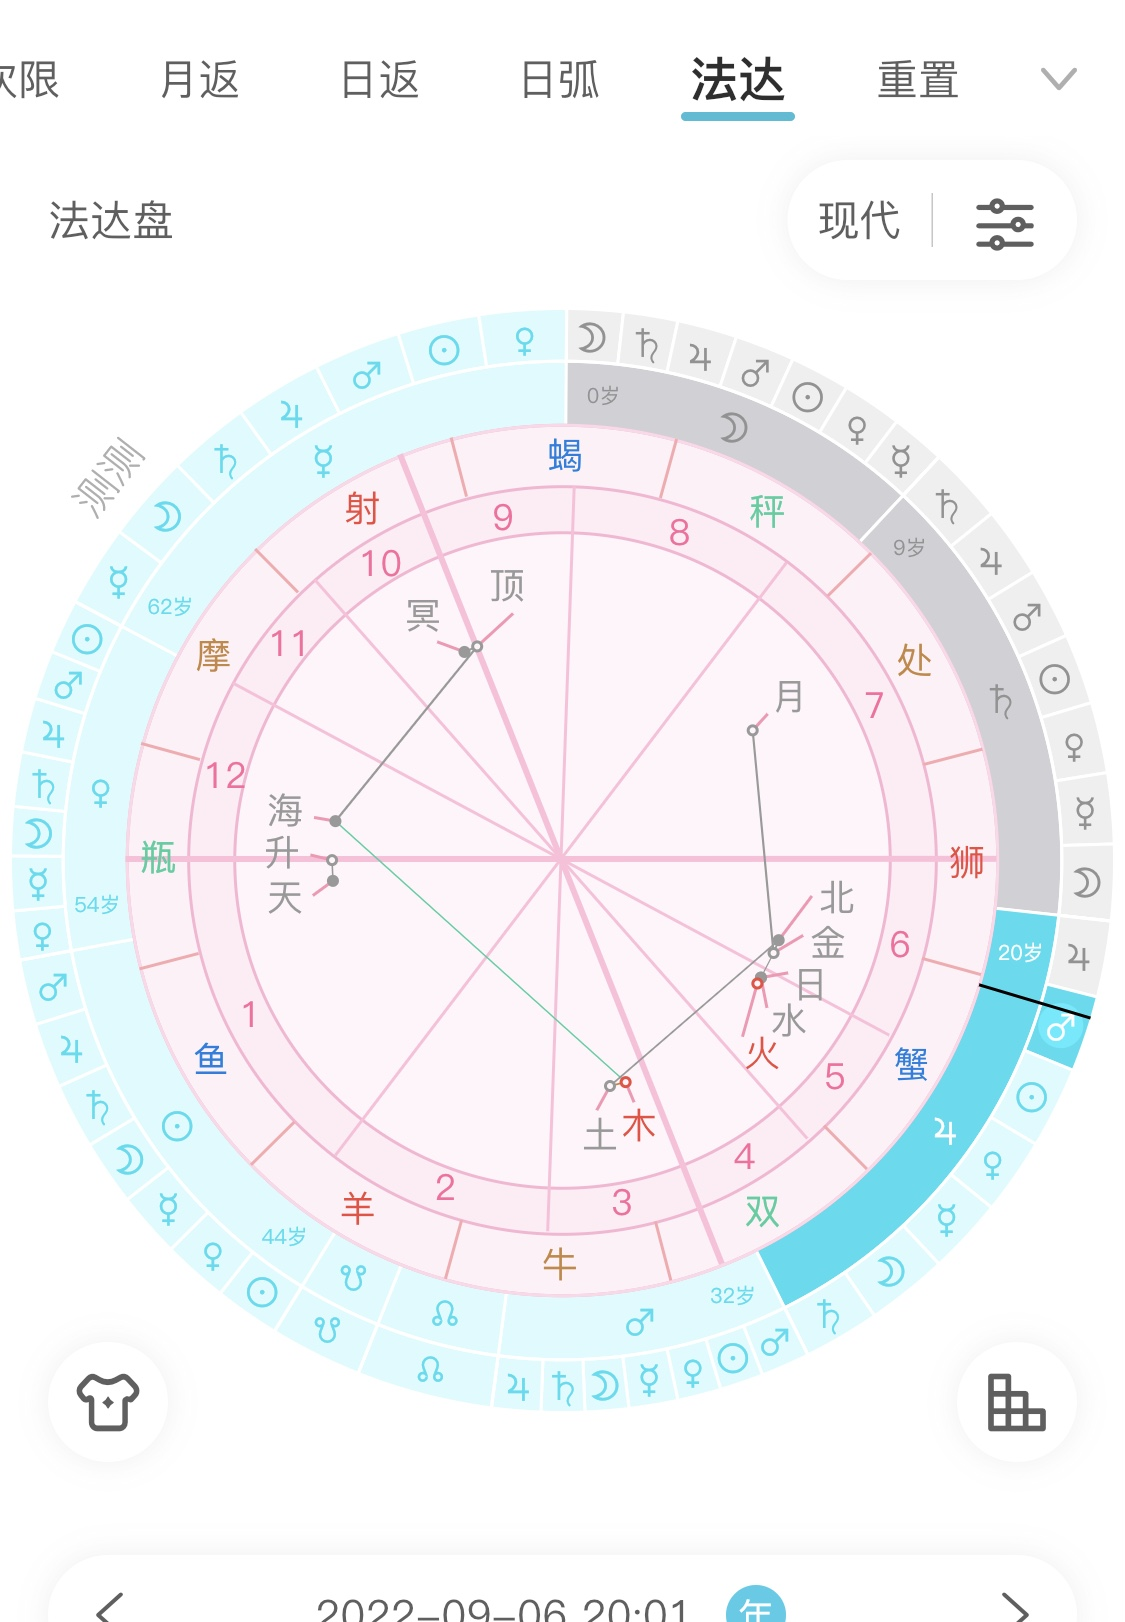 次限 月返 日返 日弧 法达 重置
法达盘
现代
测测
0岁
9岁
20岁
32岁
44岁
54岁
62岁
蝎
秤
处
狮
蟹
双
牛
羊
鱼
瓶
摩
射
9
8
7
6
5
4
3
2
1
12
11
10
顶
冥
月
海
升
天
北
金
日
水
火
木
土
2022-09-06 20:01 年